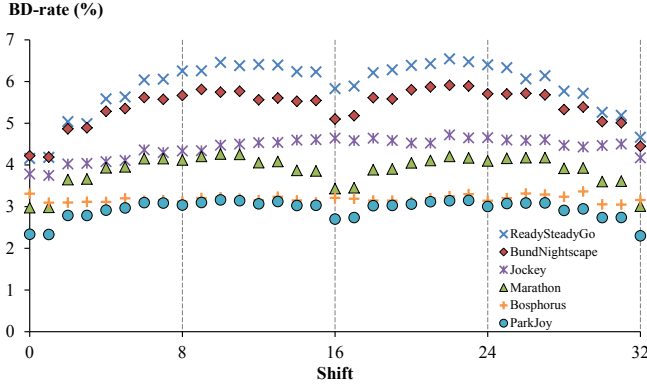 BD-rate (%)
7
6
5
4
3
2
1
0
ReadySteadyGo
BundNightscape
Jockey
Marathon
Bosphorus
ParkJoy
0 8 16 24 32
Shift